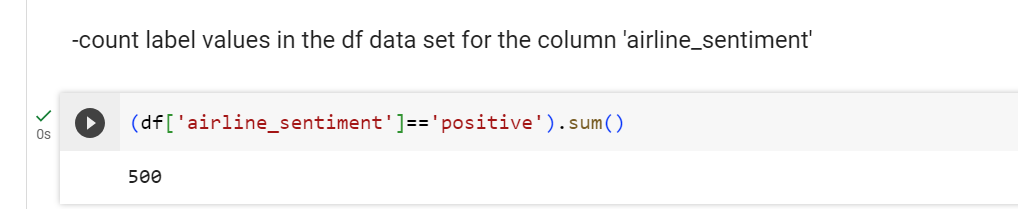 -count label values in the df data set for the column 'airline_sentiment'
0s
(df['airline_sentiment']=='positive').sum()
500